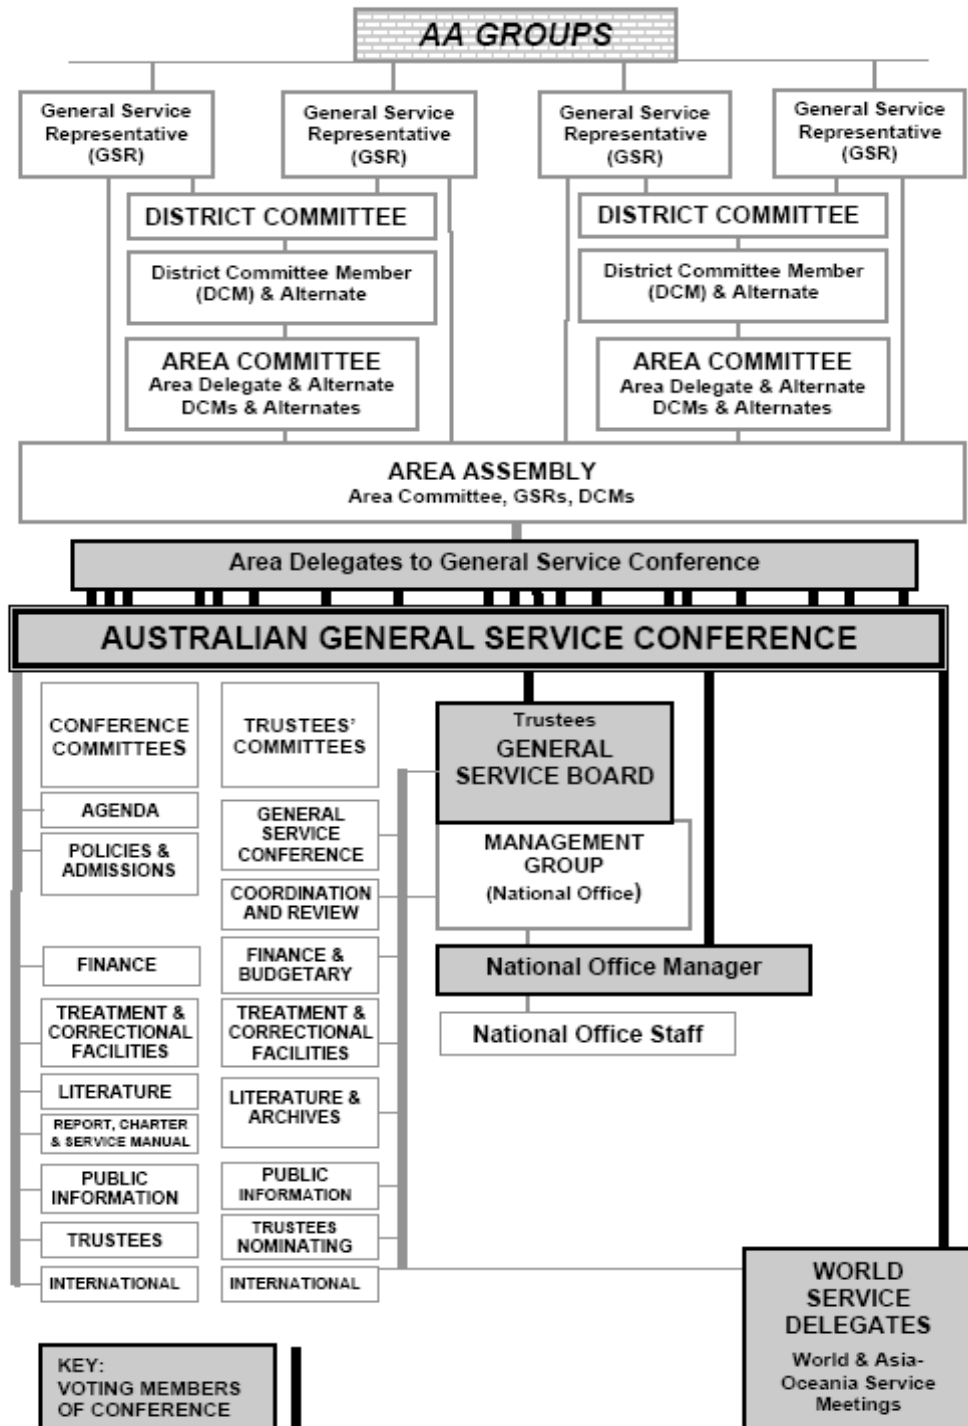 AA GROUPS
General Service
Representative
(GSR)
General Service
Representative
(GSR)
General Service
Representative
(GSR)
General Service
Representative
(GSR)
DISTRICT COMMITTEE
DISTRICT COMMITTEE
District Committee Member
(DCM) & Alternate
District Committee Member
(DCM) & Alternate
AREA COMMITTEE
Area Delegate & Alternate
DCMs & Alternates
AREA COMMITTEE
Area Delegate & Alternate
DCMs & Alternates
AREA ASSEMBLY
Area Committee, GSRs, DCMs
Area Delegates to General Service Conference
AUSTRALIAN GENERAL SERVICE CONFERENCE
CONFERENCE
COMMITTEES
AGENDA
POLICIES &
ADMISSIONS
FINANCE
TREATMENT &
CORRECTIONAL
FACILITIES
LITERATURE
REPORT, CHARTER
& SERVICE MANUAL
PUBLIC
INFORMATION
TRUSTEES
INTERNATIONAL
TRUSTEES’
COMMITTEES
GENERAL
SERVICE
CONFERENCE
COORDINATION
AND REVIEW
FINANCE &
BUDGETARY
TREATMENT &
CORRECTIONAL
FACILITIES
LITERATURE &
ARCHIVES
PUBLIC
INFORMATION
TRUSTEES
NOMINATING
INTERNATIONAL
Trustees
GENERAL
SERVICE BOARD
MANAGEMENT
GROUP
(National Office)
National Office Manager
National Office Staff
WORLD
SERVICE
DELEGATES
World & Asia-
Oceania Service
Meetings
KEY:
VOTING MEMBERS
OF CONFERENCE